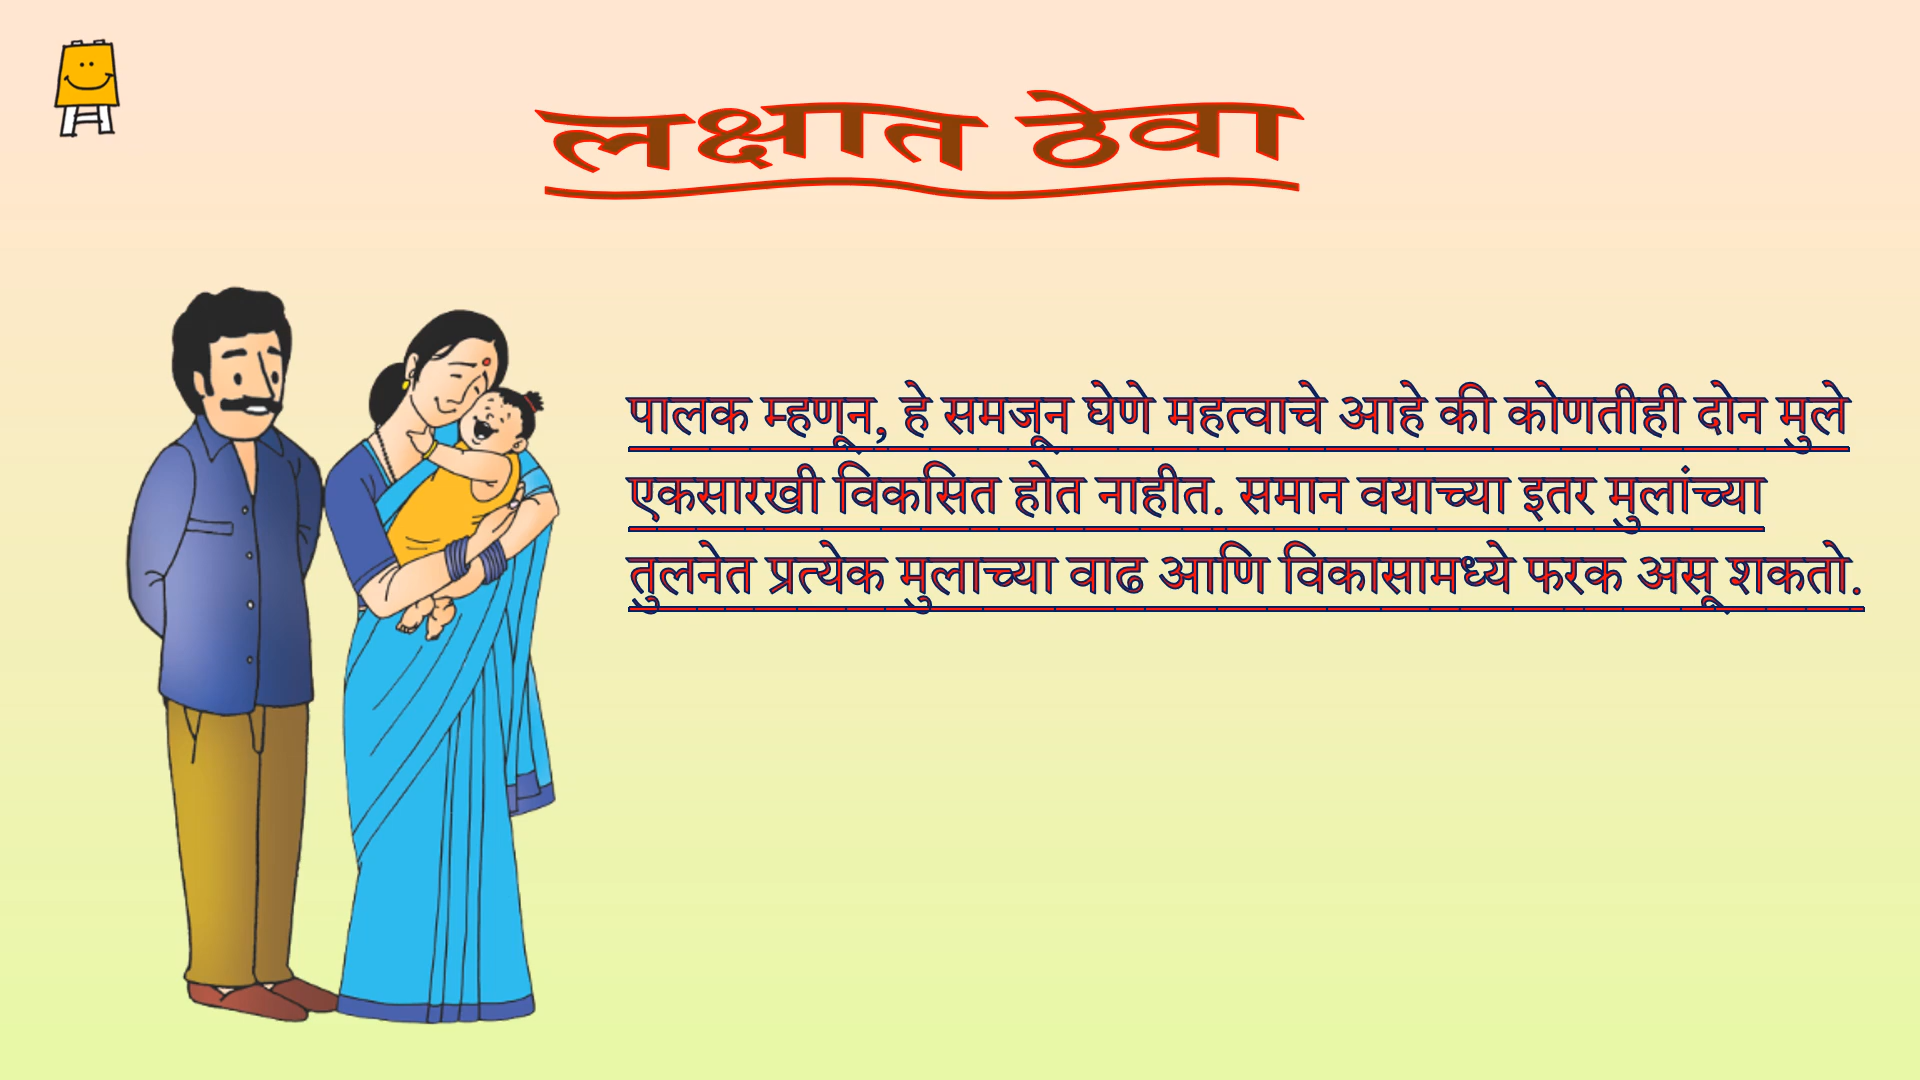 लक्षात ठेवा
पालक म्हणून, हे समजून घेणे महत्वाचे आहे की कोणतीही दोन मुले
एकसारखी विकसित होत नाहीत. समान वयाच्या इतर मुलांच्या
तुलनेत प्रत्येक मुलाच्या वाढ आणि विकासामध्ये फरक असू शकतो.